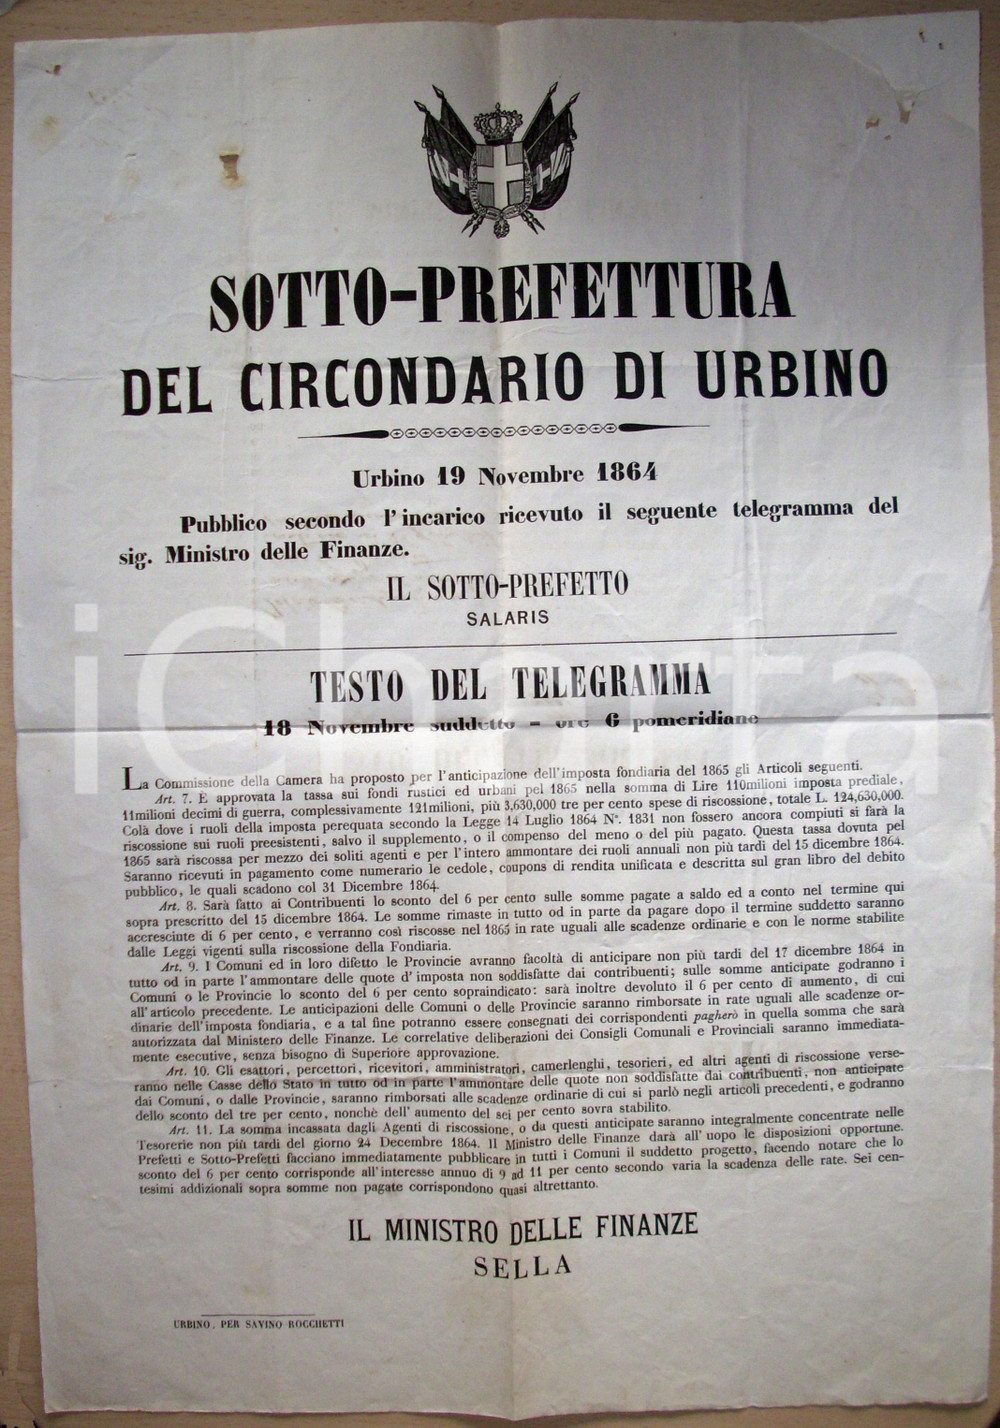 SOTTO-PREFETTURA
DEL CIRCONDARIO DI URBINO
Urbino 19 Novembre 1864
Pubblico secondo l'incarico ricevuto il seguente telegramma del
sig. Ministro delle Finanze.
IL SOTTO-PREFETTO
SALARIS
TESTO DEL TELEGRAMMA
18 Novembre suddetto - ore 6 pomeridiane
La Commissione della Camera ha proposto per l'anticipazione dell'imposta fondiaria del 1865 gli Articoli seguenti.
Art. 7. È approvata la tassa sui fondi rustici ed urbani pel 1865 nella somma di Lire 110milioni imposta prediale,
11milioni decimi di guerra, complessivamente 121milioni, più 3,630,000 tre per cento spese di riscossione, totale L. 124,630,000.
Colà dove i ruoli della imposta perequata secondo la Legge 14 Luglio 1864 N°. 1831 non fossero ancora compiuti si farà la
riscossione sui ruoli preesistenti, salvo il supplemento, o il compenso del meno o del più pagato. Questa tassa dovuta pel
1865 sarà riscossa per mezzo dei soliti agenti e per l'intero ammontare dei ruoli annuali non più tardi del 15 dicembre 1864.
Saranno ricevuti in pagamento come numerario le cedole, coupons di rendita unificata e descritta sul gran libro del debito
pubblico, le quali scadono col 31 Dicembre 1864.
Art. 8. Sarà fatto ai Contribuenti lo sconto del 6 per cento sulle somme pagate a saldo ed a conto nel termine qui
sopra prescritto del 15 dicembre 1864. Le somme rimaste in tutto od in parte da pagare dopo il termine suddetto saranno
accresciute di 6 per cento, e verranno così riscosse nel 1865 in rate uguali alle scadenze ordinarie e con le norme stabilite
dalle Leggi vigenti sulla riscossione della Fondiaria.
Art. 9. I Comuni ed in loro difetto le Provincie avranno facoltà di anticipare non più tardi del 17 dicembre 1864 in
tutto od in parte l'ammontare delle quote d'imposta non soddisfatte dai contribuenti; sulle somme anticipate godranno i
Comuni o le Provincie lo sconto del 6 per cento sopraindicato: sarà inoltre devoluto il 6 per cento di aumento, di cui
all'articolo precedente. Le anticipazioni delle Comuni o delle Provincie saranno rimborsate in rate uguali alle scadenze or-
dinarie dell'imposta fondiaria, e a tal fine potranno essere consegnati dei corrispondenti pagherò in quella somma che sarà
autorizzata dal Ministero delle Finanze. Le correlative deliberazioni dei Consigli Comunali e Provinciali saranno immediata-
mente esecutive, senza bisogno di Superiore approvazione.
Art. 10. Gli esattori, percettori, ricevitori, amministratori, camerlenghi, tesorieri, ed altri agenti di riscossione verse-
ranno nelle Casse dello Stato in tutto od in parte l'ammontare delle quote non soddisfatte dai contribuenti, non anticipate
dai Comuni, o dalle Provincie, saranno rimborsati alle scadenze ordinarie di cui si parlò negli articoli precedenti, e godranno
dello sconto del tre per cento, nonchè dell'aumento del sei per cento sovra stabilito.
Art. 11. La somma incassata dagli Agenti di riscossione, o da questi anticipate saranno integralmente concentrate nelle
Tesorerie non più tardi del giorno 24 Decembre 1864. Il Ministro delle Finanze darà all'uopo le disposizioni opportune.
Prefetti e Sotto-Prefetti facciano immediatamente pubblicare in tutti i Comuni il suddetto progetto, facendo notare che lo
sconto del 6 per cento corrisponde all'interesse annuo di 9 ad 11 per cento secondo varia la scadenza delle rate. Sei cen-
tesimi addizionali sopra somme non pagate corrispondono quasi altrettanto.
IL MINISTRO DELLE FINANZE
SELLA
URBINO, PER SAVINO ROCCHETTI
iCharta